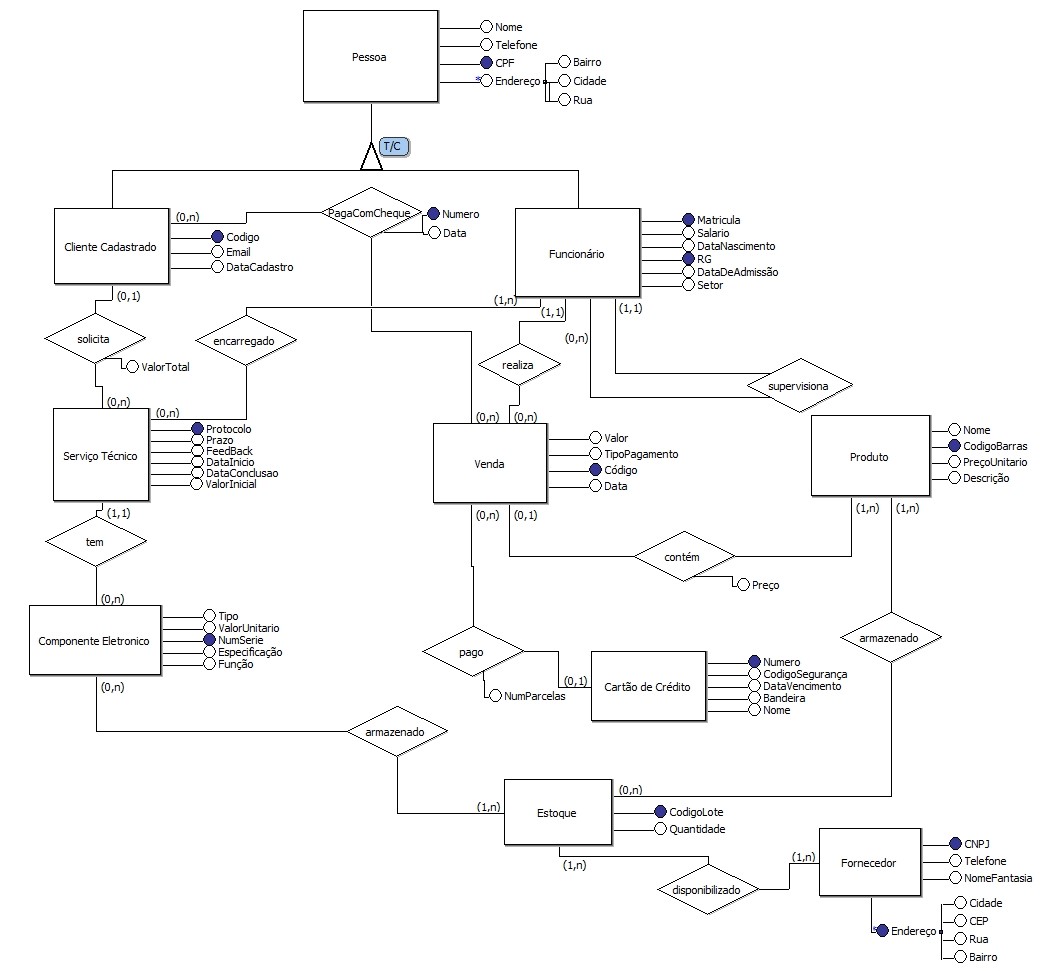 Pessoa
Nome
Telefone
CPF
Endereço
Bairro
Cidade
Rua
T/C
Cliente Cadastrado
(0,n)
Codigo
Email
DataCadastro
(0,1)
PagaComCheque
Numero
Data
Funcionário
Matricula
Salario
DataNascimento
RG
DataDeAdmissão
Setor
(1,n)
(1,1)
(0,n)
(1,1)
solicita
ValorTotal
encarregado
realiza
supervisiona
(0,n)
(0,n)
Serviço Técnico
Protocolo
Prazo
FeedBack
DataInicio
DataConclusao
ValorInicial
(1,1)
(0,n)
(0,n)
Venda
Valor
TipoPagamento
Código
Data
(0,n)
(0,1)
Produto
Nome
CodigoBarras
PreçoUnitario
Descrição
(1,n)
(1,n)
tem
contém
Preço
(0,n)
Componente Eletronico
Tipo
ValorUnitario
NumSerie
Especificação
Função
(0,n)
pago
NumParcelas
(0,1)
Cartão de Crédito
Numero
CodigoSegurança
DataVencimento
Bandeira
Nome
armazenado
armazenado
(1,n)
Estoque
(0,n)
CodigoLote
Quantidade
(1,n)
disponibilizado
(1,n)
Fornecedor
CNPJ
Telefone
NomeFantasia
Endereço
Cidade
CEP
Rua
Bairro